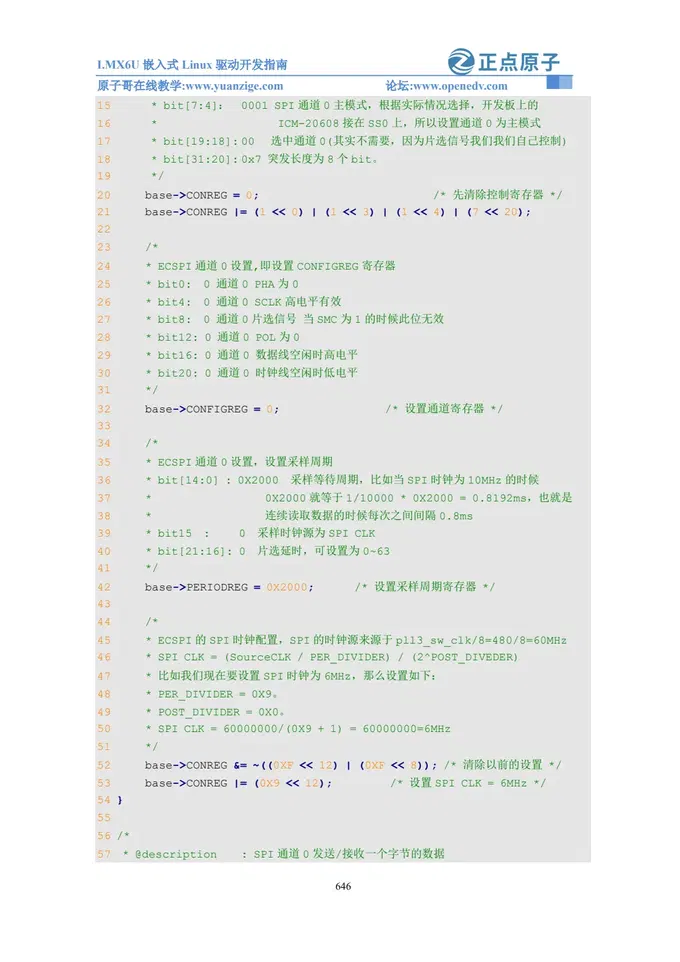 I.MX6U 嵌入式 Linux 驱动开发指南
正点原子
原子哥在线教学:www.yuanzige.com 论坛:www.openedv.com
15 * bit[7:4]: 0001 SPI 通道 0 主模式，根据实际情况选择，开发板上的
16 * ICM-20608 接在 SS0 上，所以设置通道 0 为主模式
17 * bit[19:18]:00 选中通道 0(其实不需要，因为片选信号我们我们自己控制)
18 * bit[31:20]:0x7 突发长度为 8 个 bit。
19 */
20 base->CONREG = 0; /* 先清除控制寄存器 */
21 base->CONREG |= (1 << 0) | (1 << 3) | (1 << 4) | (7 << 20);
22
23 /*
24 * ECSPI 通道 0 设置,即设置 CONFIGREG 寄存器
25 * bit0: 0 通道 0 PHA 为 0
26 * bit4: 0 通道 0 SCLK 高电平有效
27 * bit8: 0 通道 0 片选信号 当 SMC 为 1 的时候此位无效
28 * bit12: 0 通道 0 POL 为 0
29 * bit16: 0 通道 0 数据线空闲时高电平
30 * bit20: 0 通道 0 时钟线空闲时低电平
31 */
32 base->CONFIGREG = 0; /* 设置通道寄存器 */
33
34 /*
35 * ECSPI 通道 0 设置，设置采样周期
36 * bit[14:0] : 0X2000 采样等待周期，比如当 SPI 时钟为 10MHz 的时候
37 * 0X2000 就等于 1/10000 * 0X2000 = 0.8192ms，也就是
38 * 连续读取数据的时候每次之间间隔 0.8ms
39 * bit15 : 0 采样时钟源为 SPI CLK
40 * bit[21:16]: 0 片选延时，可设置为 0~63
41 */
42 base->PERIODREG = 0X2000; /* 设置采样周期寄存器 */
43
44 /*
45 * ECSPI 的 SPI 时钟配置，SPI 的时钟源来源于 pll3_sw_clk/8=480/8=60MHz
46 * SPI CLK = (SourceCLK / PER_DIVIDER) / (2^POST_DIVEDER)
47 * 比如我们现在要设置 SPI 时钟为 6MHz，那么设置如下：
48 * PER_DIVIDER = 0X9。
49 * POST_DIVIDER = 0X0。
50 * SPI CLK = 60000000/(0X9 + 1) = 60000000=6MHz
51 */
52 base->CONREG &= ~((0XF << 12) | (0XF << 8)); /* 清除以前的设置 */
53 base->CONREG |= (0X9 << 12); /* 设置 SPI CLK = 6MHz */
54 }
55
56 /*
57 * @description : SPI 通道 0 发送/接收一个字节的数据
646